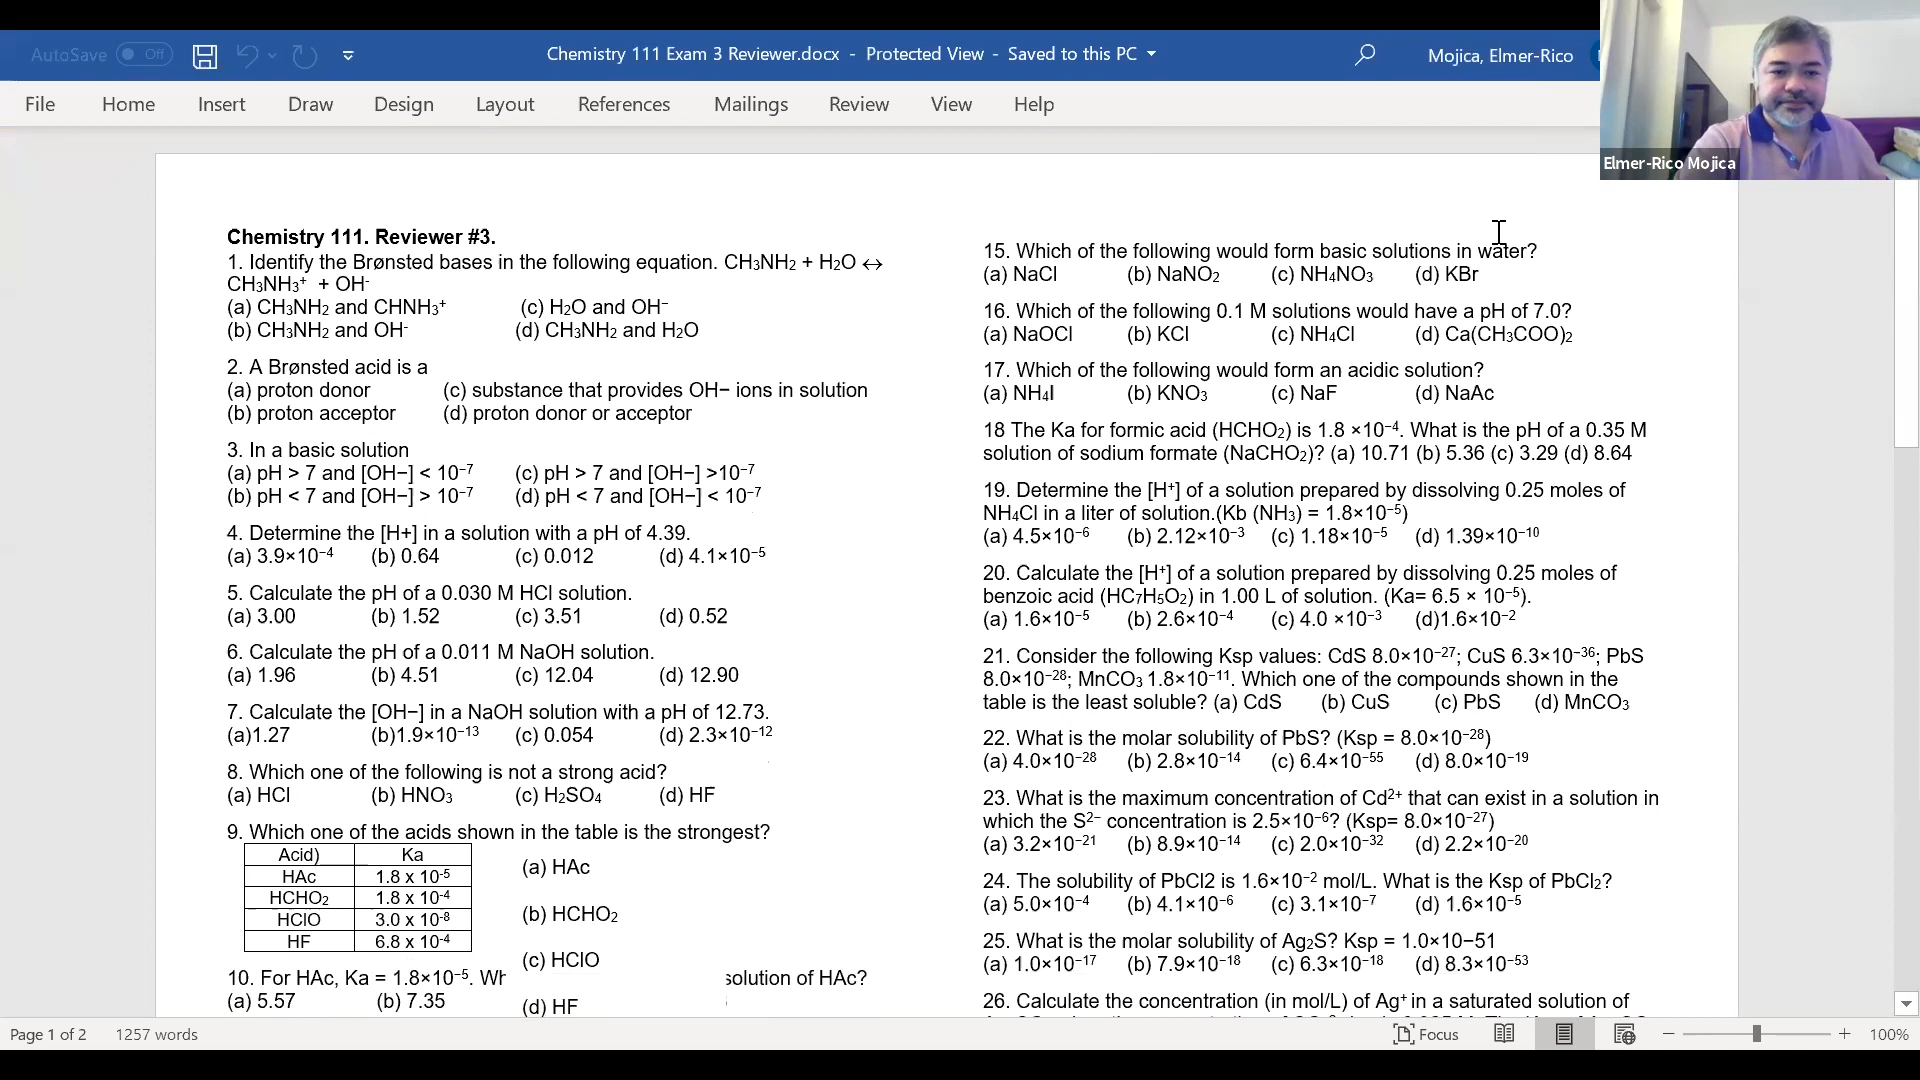 AutoSave Off
Chemistry 111 Exam 3 Reviewer.docx - Protected View - Saved to this PC
Mojica, Elmer-Rico
File Home Insert Draw Design Layout References Mailings Review View Help
Elmer-Rico Mojica
Chemistry 111. Reviewer #3.
1. Identify the Brønsted bases in the following equation. CH₃NH₂ + H₂O ↔
CH₃NH₃⁺ + OH⁻
(a) CH₃NH₂ and CHNH₃⁺ (c) H₂O and OH⁻
(b) CH₃NH₂ and OH⁻ (d) CH₃NH₂ and H₂O
2. A Brønsted acid is a
(a) proton donor (c) substance that provides OH− ions in solution
(b) proton acceptor (d) proton donor or acceptor
3. In a basic solution
(a) pH > 7 and [OH−] < 10⁻⁷ (c) pH > 7 and [OH−] >10⁻⁷
(b) pH < 7 and [OH−] > 10⁻⁷ (d) pH < 7 and [OH−] < 10⁻⁷
4. Determine the [H+] in a solution with a pH of 4.39.
(a) 3.9×10⁻⁴ (b) 0.64 (c) 0.012 (d) 4.1×10⁻⁵
5. Calculate the pH of a 0.030 M HCl solution.
(a) 3.00 (b) 1.52 (c) 3.51 (d) 0.52
6. Calculate the pH of a 0.011 M NaOH solution.
(a) 1.96 (b) 4.51 (c) 12.04 (d) 12.90
7. Calculate the [OH−] in a NaOH solution with a pH of 12.73.
(a)1.27 (b)1.9×10⁻¹³ (c) 0.054 (d) 2.3×10⁻¹²
8. Which one of the following is not a strong acid?
(a) HCl (b) HNO₃ (c) H₂SO₄ (d) HF
9. Which one of the acids shown in the table is the strongest?
Acid) Ka
HAc 1.8 x 10⁻⁵
HCHO₂ 1.8 x 10⁻⁴
HClO 3.0 x 10⁻⁸
HF 6.8 x 10⁻⁴
(a) HAc
(b) HCHO₂
(c) HClO
(d) HF
10. For HAc, Ka = 1.8×10⁻⁵. Wh solution of HAc?
(a) 5.57 (b) 7.35
15. Which of the following would form basic solutions in water?
(a) NaCl (b) NaNO₂ (c) NH₄NO₃ (d) KBr
16. Which of the following 0.1 M solutions would have a pH of 7.0?
(a) NaOCl (b) KCl (c) NH₄Cl (d) Ca(CH₃COO)₂
17. Which of the following would form an acidic solution?
(a) NH₄I (b) KNO₃ (c) NaF (d) NaAc
18 The Ka for formic acid (HCHO₂) is 1.8 ×10⁻⁴. What is the pH of a 0.35 M
solution of sodium formate (NaCHO₂)? (a) 10.71 (b) 5.36 (c) 3.29 (d) 8.64
19. Determine the [H⁺] of a solution prepared by dissolving 0.25 moles of
NH₄Cl in a liter of solution.(Kb (NH₃) = 1.8×10⁻⁵)
(a) 4.5×10⁻⁶ (b) 2.12×10⁻³ (c) 1.18×10⁻⁵ (d) 1.39×10⁻¹⁰
20. Calculate the [H⁺] of a solution prepared by dissolving 0.25 moles of
benzoic acid (HC₇H₅O₂) in 1.00 L of solution. (Ka= 6.5 × 10⁻⁵).
(a) 1.6×10⁻⁵ (b) 2.6×10⁻⁴ (c) 4.0 ×10⁻³ (d)1.6×10⁻²
21. Consider the following Ksp values: CdS 8.0×10⁻²⁷; CuS 6.3×10⁻³⁶; PbS
8.0×10⁻²⁸; MnCO₃ 1.8×10⁻¹¹. Which one of the compounds shown in the
table is the least soluble? (a) CdS (b) CuS (c) PbS (d) MnCO₃
22. What is the molar solubility of PbS? (Ksp = 8.0×10⁻²⁸)
(a) 4.0×10⁻²⁸ (b) 2.8×10⁻¹⁴ (c) 6.4×10⁻⁵⁵ (d) 8.0×10⁻¹⁹
23. What is the maximum concentration of Cd²⁺ that can exist in a solution in
which the S²⁻ concentration is 2.5×10⁻⁶? (Ksp= 8.0×10⁻²⁷)
(a) 3.2×10⁻²¹ (b) 8.9×10⁻¹⁴ (c) 2.0×10⁻³² (d) 2.2×10⁻²⁰
24. The solubility of PbCl2 is 1.6×10⁻² mol/L. What is the Ksp of PbCl₂?
(a) 5.0×10⁻⁴ (b) 4.1×10⁻⁶ (c) 3.1×10⁻⁷ (d) 1.6×10⁻⁵
25. What is the molar solubility of Ag₂S? Ksp = 1.0×10−51
(a) 1.0×10⁻¹⁷ (b) 7.9×10⁻¹⁸ (c) 6.3×10⁻¹⁸ (d) 8.3×10⁻⁵³
26. Calculate the concentration (in mol/L) of Ag⁺ in a saturated solution of
Page 1 of 2 1257 words Focus 100%